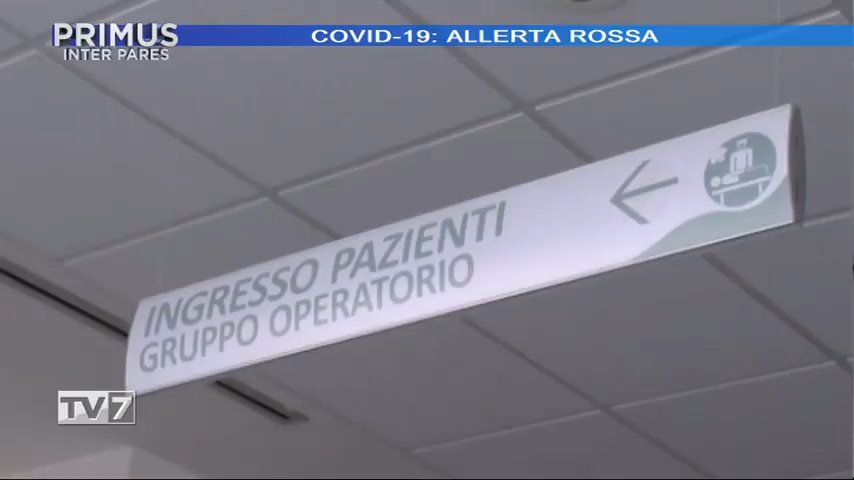 PRIMUS
INTER PARES
COVID-19: ALLERTA ROSSA
INGRESSO PAZIENTI
GRUPPO OPERATORIO
TV7